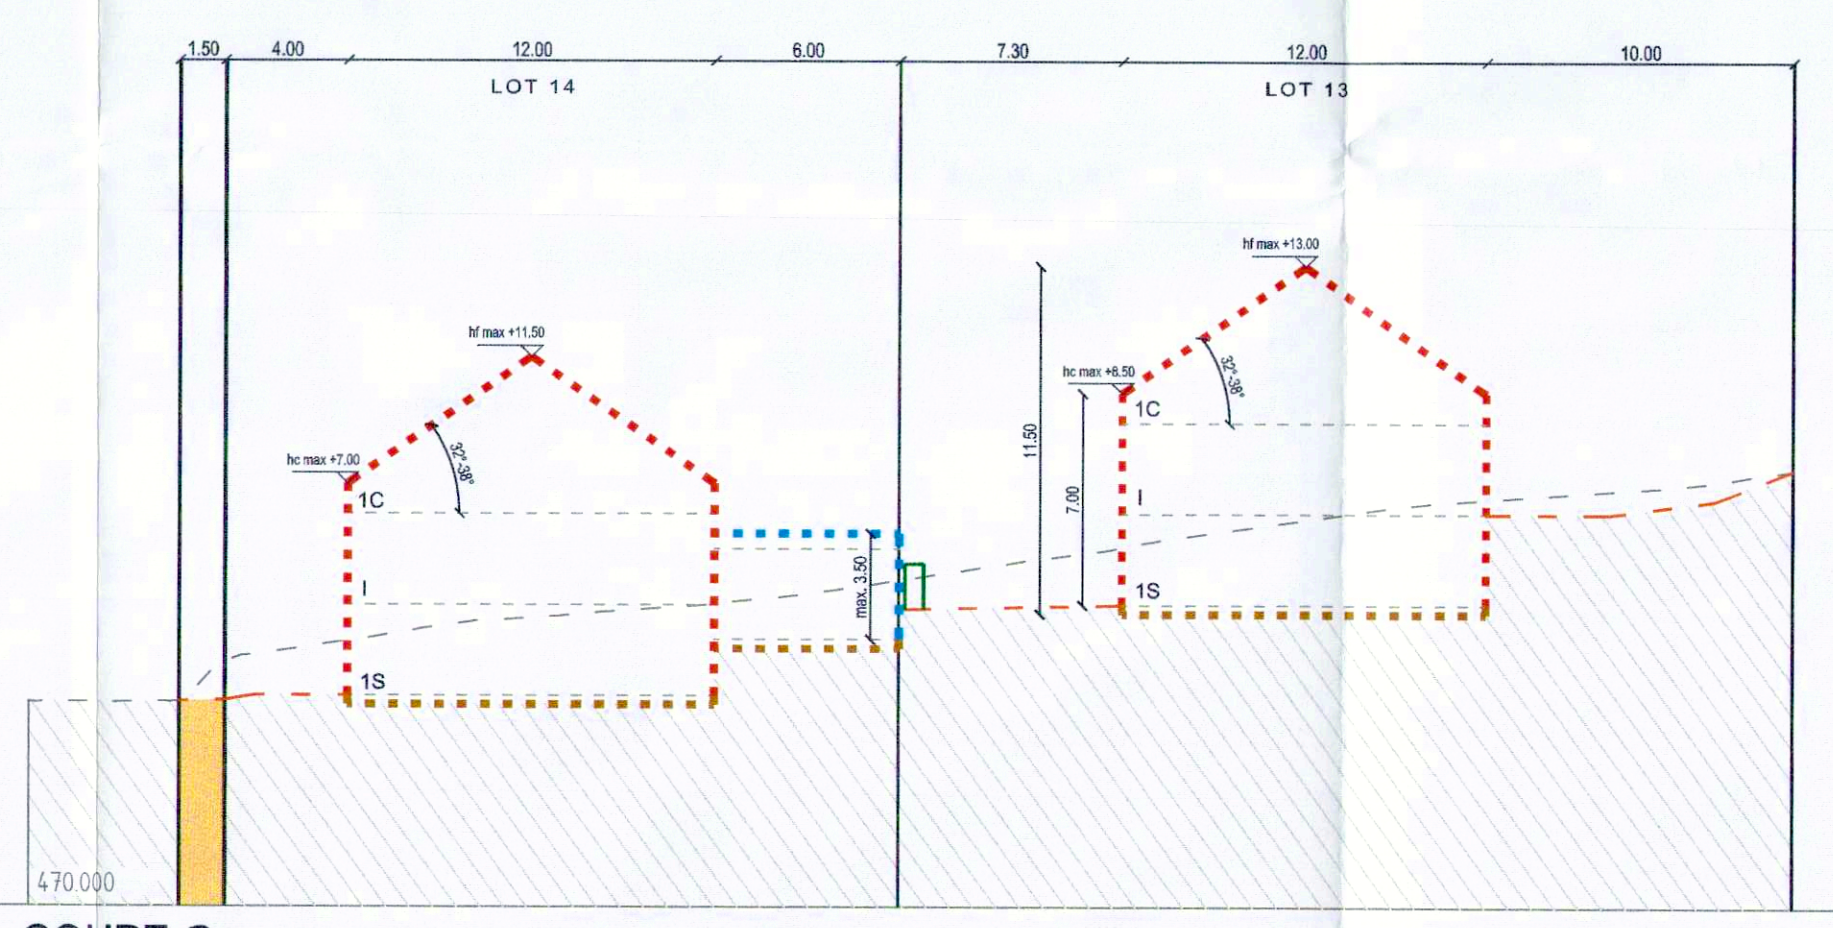 1.50 4.00 12.00 6.00 7.30 12.00 10.00
LOT 14 LOT 13
hf max +13.00
hf max +11.50
hc max +8.50
32°-38°
1C
11.50
7.00
hc max +7.00
32°-38°
1C
I
max. 3.50
I
1S
1S
470.000